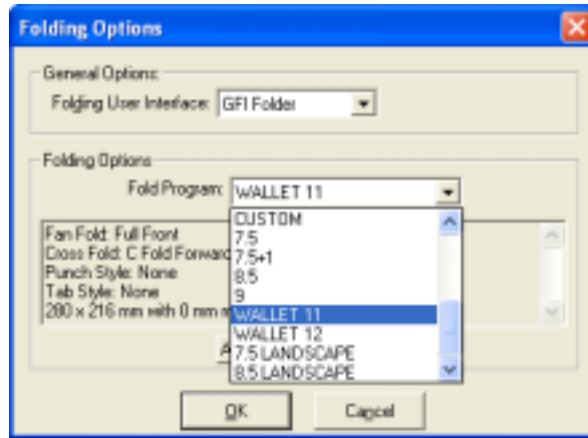 Folding Options
General Options:
Folding User Interface: GFI Folder
Folding Options
Fold Program: WALLET 11
CUSTOM
7.5
7.5+1
8.5
9
WALLET 11
WALLET 12
7.5 LANDSCAPE
8.5 LANDSCAPE
Fan Fold: Full Front
Cross Fold: C Fold Forward
Punch Style: None
Tab Style: None
280 x 216 mm with 0 mm m
A
OK
Cancel